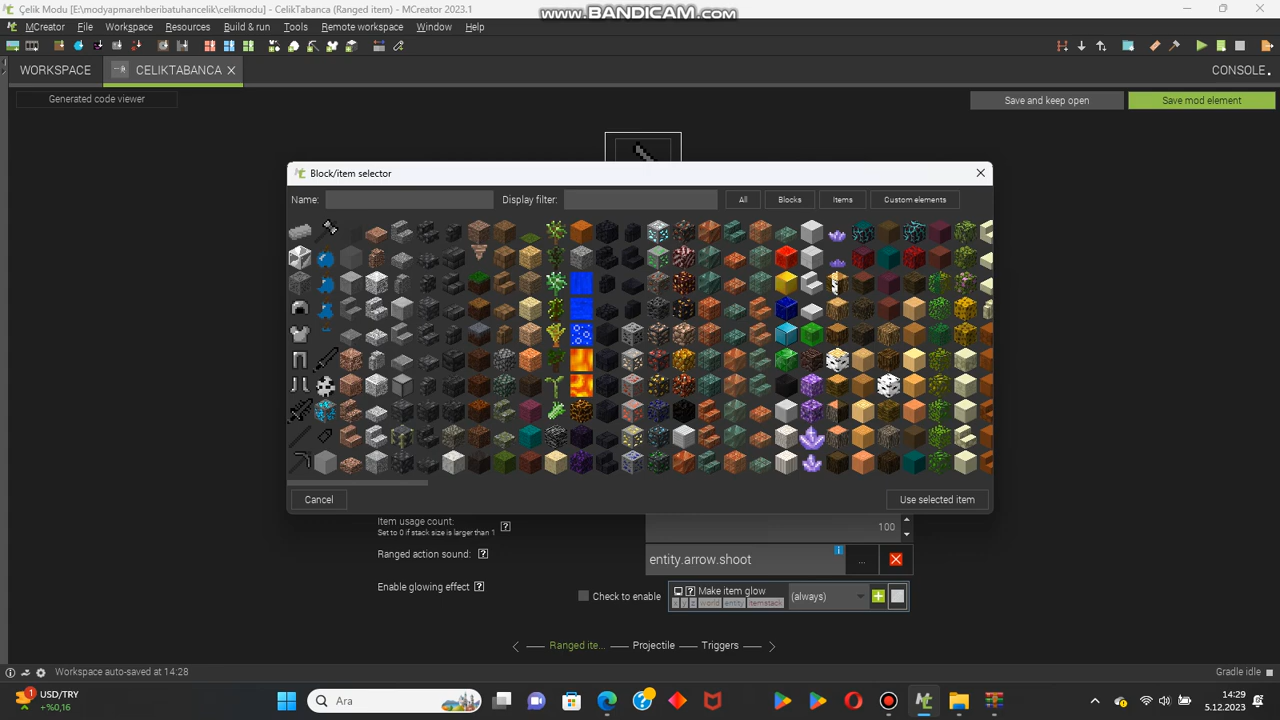 Çelik Modu [E:\modyapmarehberibatuhancelik\celikmodu] - CelikTabanca (Ranged item) - MCreator 2023.1
www.BANDICAM.com
MCreator File Workspace Resources Build & run Tools Remote workspace Window Help
WORKSPACE CELIKTABANCA CONSOLE
Generated code viewer Save and keep open Save mod element
Block/item selector
Name: Display filter: All Blocks Items Custom elements
Cancel Use selected item
Item usage count: 100
Set to 0 if stack size is larger than 1
Ranged action sound: entity.arrow.shoot ...
Enable glowing effect Check to enable Make item glow (always)
x y z world entity itemstack
Ranged ite... Projectile Triggers
Workspace auto-saved at 14:28 Gradle idle
USD/TRY
+%0,16
1
Ara
14:29
5.12.2023